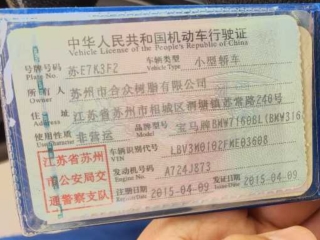 中华人民共和国机动车行驶证
Vehicle License of the People's Republic of China
号牌号码 苏E7K3F2 车辆类型 小型轿车
Plate No. Vehicle Type
所有人 苏州市合众树脂有限公司
Owner
住址 江苏省苏州市相城区渭塘镇苏常路240号
Address
使用性质 非营运 品牌型号 宝马牌BMW7160BL(BMW316
Use Character Model
江苏省苏州
市公安局交
通警察支队
车辆识别代号 LBV3M0102FME03608
VIN
发动机号码 A724J873
Engine No.
注册日期 2015-04-09 发证日期 2015-04-09
Register Date Issue Date